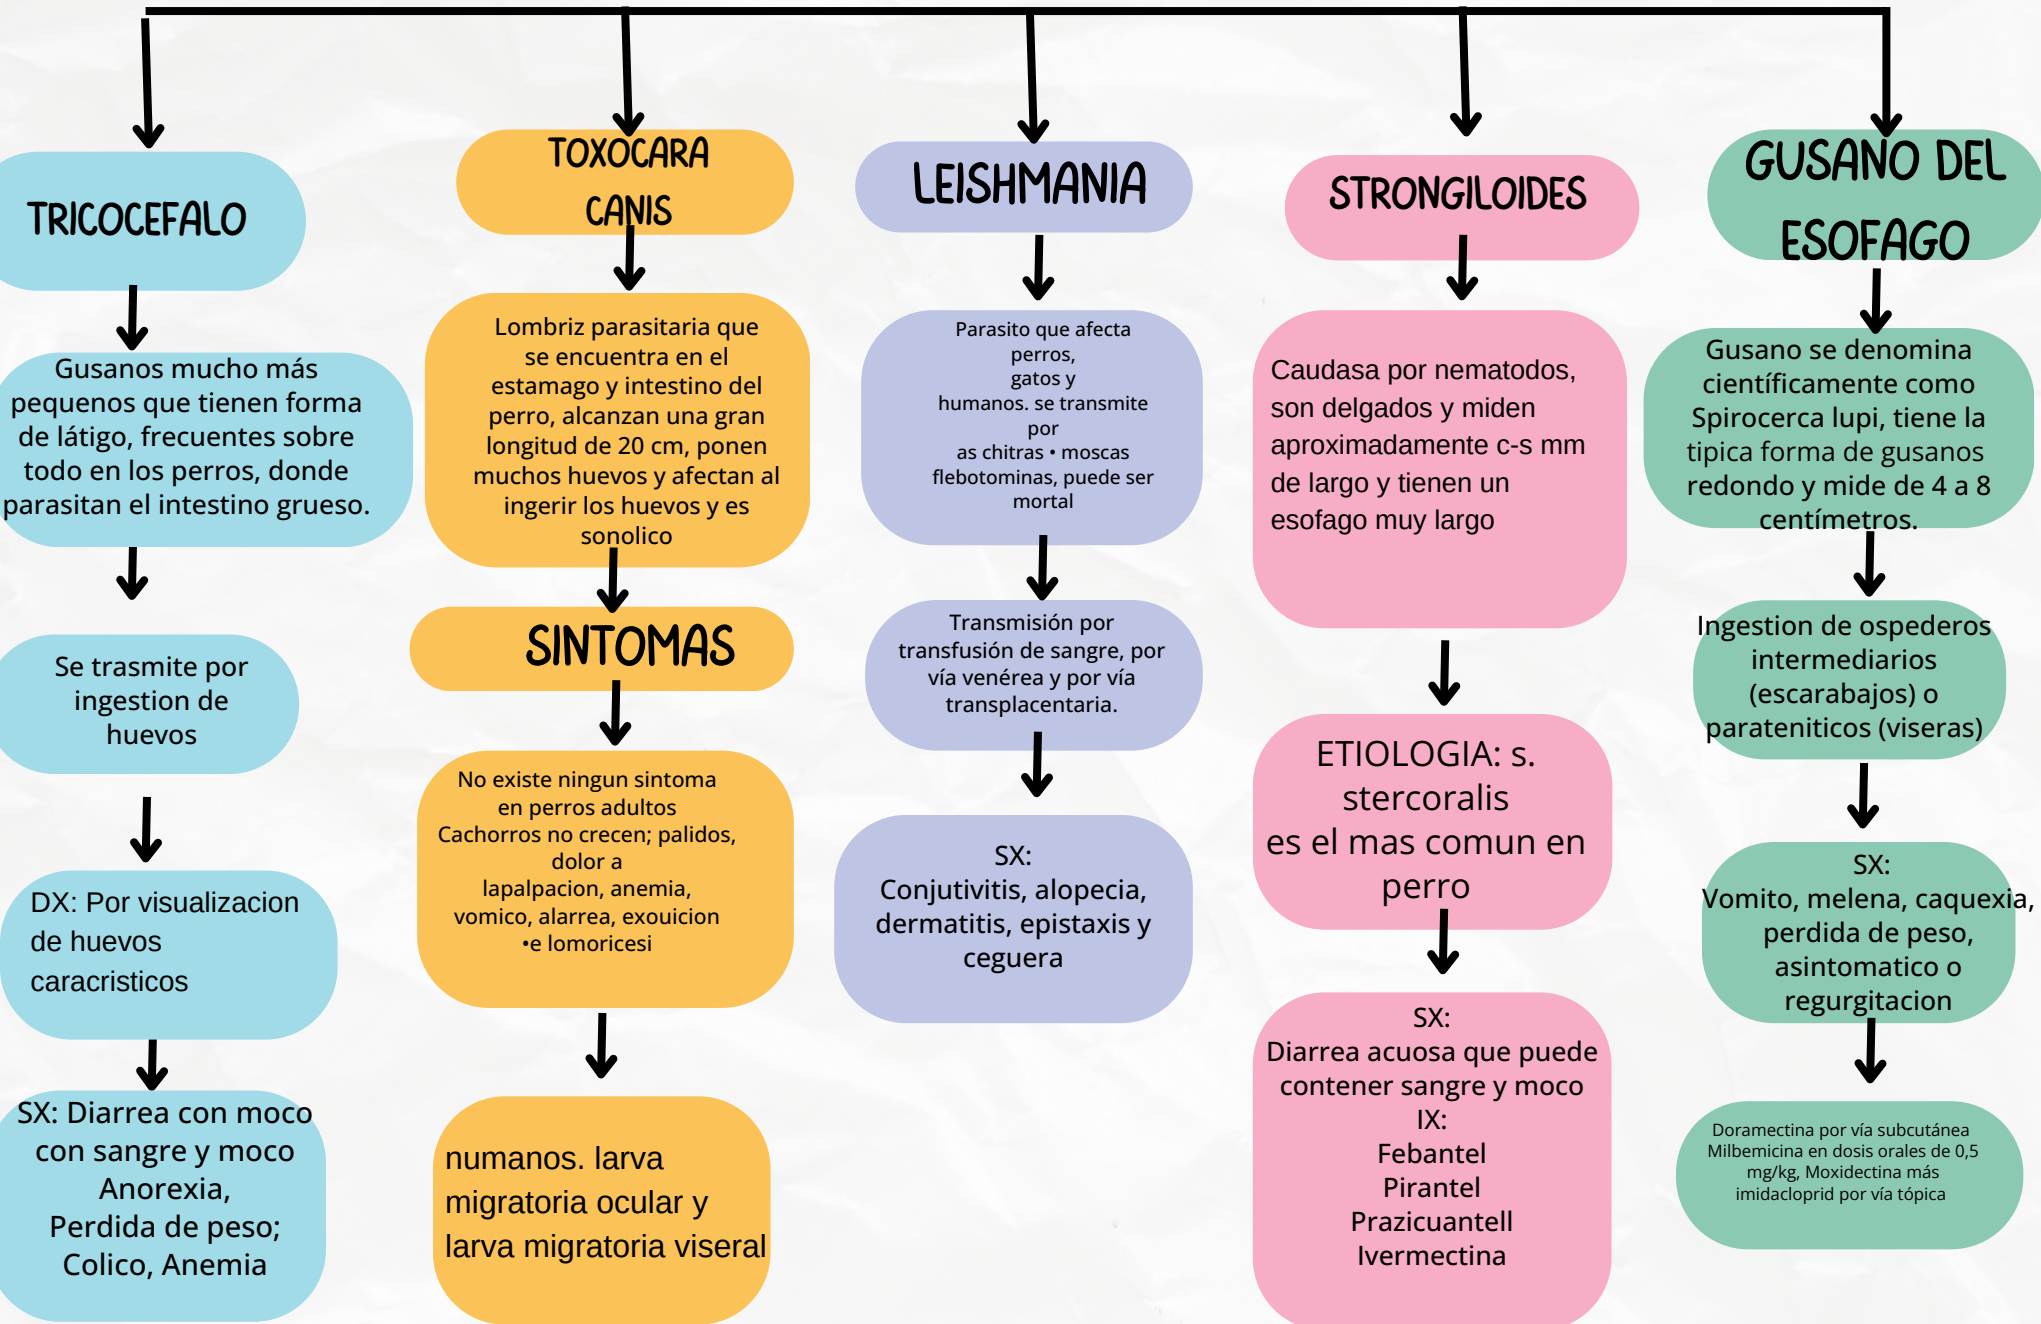 TRICOCEFALO
Gusanos mucho más
pequenos que tienen forma
de látigo, frecuentes sobre
todo en los perros, donde
parasitan el intestino grueso.
Se trasmite por
ingestion de
huevos
DX: Por visualizacion
de huevos
caracristicos
SX: Diarrea con moco
con sangre y moco
Anorexia,
Perdida de peso;
Colico, Anemia
TOXOCARA
CANIS
Lombriz parasitaria que
se encuentra en el
estamago y intestino del
perro, alcanzan una gran
longitud de 20 cm, ponen
muchos huevos y afectan al
ingerir los huevos y es
sonolico
SINTOMAS
No existe ningun sintoma
en perros adultos
Cachorros no crecen; palidos,
dolor a
lapalpacion, anemia,
vomico, alarrea, exouicion
•e lomoricesi
numanos. larva
migratoria ocular y
larva migratoria viseral
LEISHMANIA
Parasito que afecta
perros,
gatos y
humanos. se transmite
por
as chitras • moscas
flebotominas, puede ser
mortal
Transmisión por
transfusión de sangre, por
vía venérea y por vía
transplacentaria.
SX:
Conjutivitis, alopecia,
dermatitis, epistaxis y
ceguera
STRONGILOIDES
Caudasa por nematodos,
son delgados y miden
aproximadamente c-s mm
de largo y tienen un
esofago muy largo
ETIOLOGIA: s.
stercoralis
es el mas comun en
perro
SX:
Diarrea acuosa que puede
contener sangre y moco
IX:
Febantel
Pirantel
Prazicuantell
Ivermectina
GUSANO DEL
ESOFAGO
Gusano se denomina
científicamente como
Spirocerca lupi, tiene la
tipica forma de gusanos
redondo y mide de 4 a 8
centímetros.
Ingestion de ospederos
intermediarios
(escarabajos) o
parateniticos (viseras)
SX:
Vomito, melena, caquexia,
perdida de peso,
asintomatico o
regurgitacion
Doramectina por vía subcutánea
Milbemicina en dosis orales de 0,5
mg/kg, Moxidectina más
imidacloprid por vía tópica